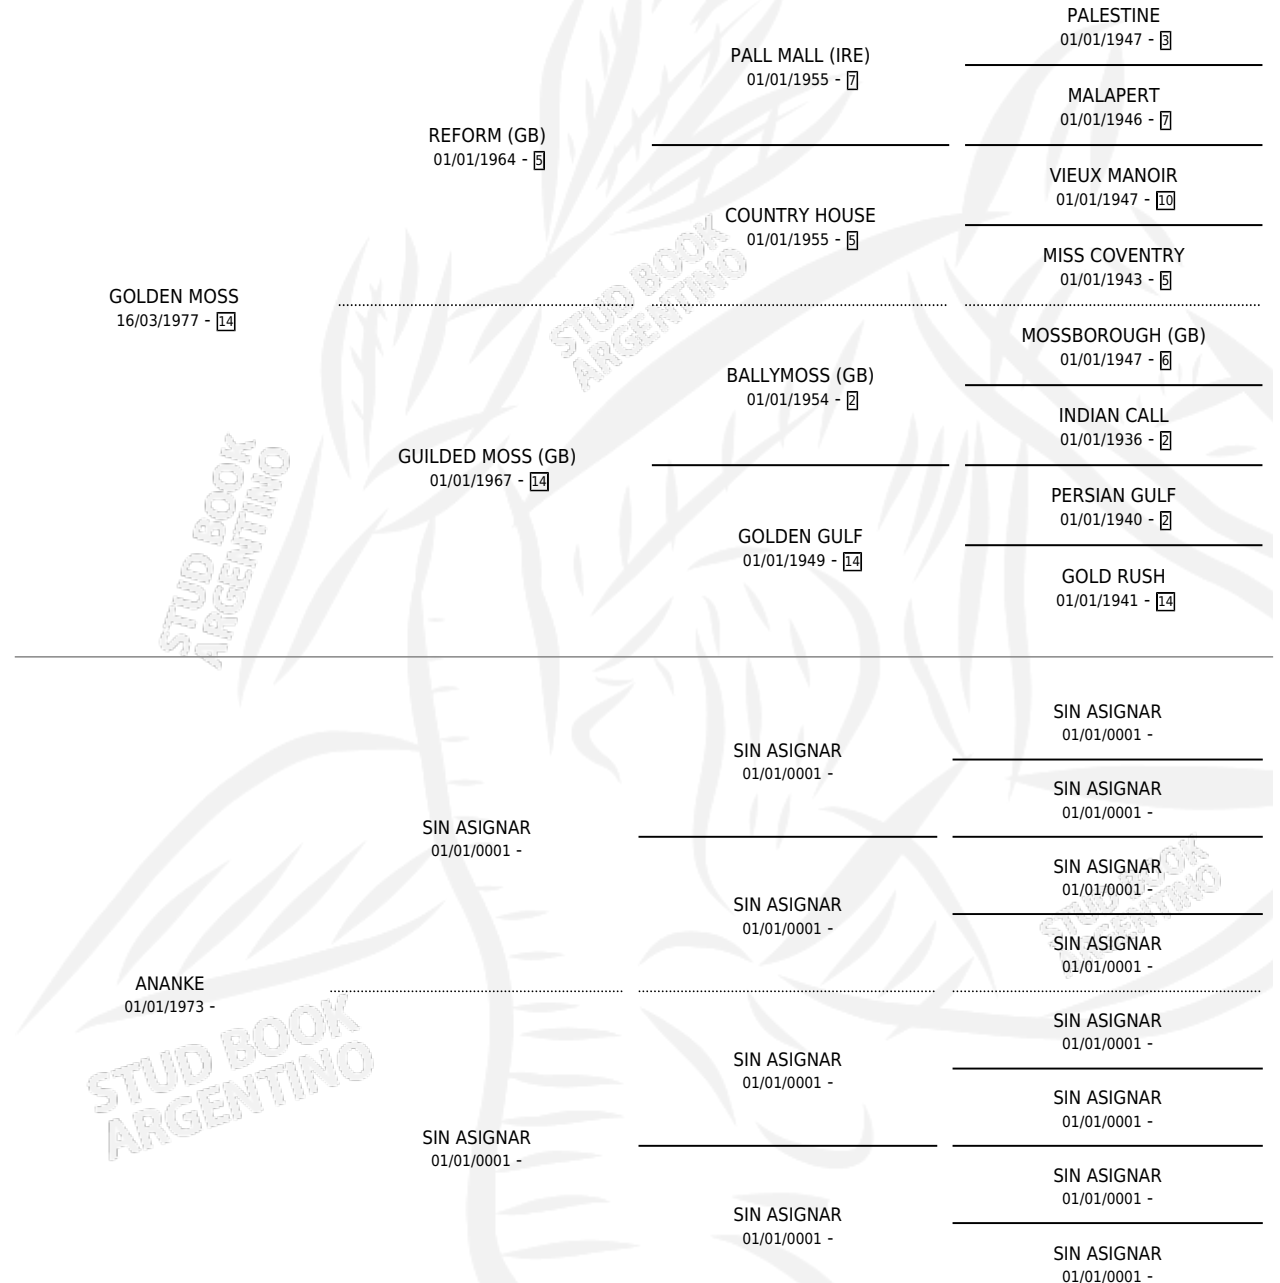 PALESTINE
01/01/1947 - 3
PALL MALL (IRE)
01/01/1955 - 7
MALAPERT
01/01/1946 - 7
REFORM (GB)
01/01/1964 - 5
VIEUX MANOIR
01/01/1947 - 10
COUNTRY HOUSE
01/01/1955 - 5
MISS COVENTRY
01/01/1943 - 5
GOLDEN MOSS
16/03/1977 - 14
MOSSBOROUGH (GB)
01/01/1947 - 6
BALLYMOSS (GB)
01/01/1954 - 2
INDIAN CALL
01/01/1936 - 2
GUILDED MOSS (GB)
01/01/1967 - 14
PERSIAN GULF
01/01/1940 - 2
GOLDEN GULF
01/01/1949 - 14
GOLD RUSH
01/01/1941 - 14
STUD BOOK
ARGENTINO
STUD BOOK
ARGENTINO
SIN ASIGNAR
01/01/0001 -
SIN ASIGNAR
01/01/0001 -
SIN ASIGNAR
01/01/0001 -
SIN ASIGNAR
01/01/0001 -
SIN ASIGNAR
01/01/0001 -
SIN ASIGNAR
01/01/0001 -
SIN ASIGNAR
01/01/0001 -
ANANKE
01/01/1973 -
SIN ASIGNAR
01/01/0001 -
SIN ASIGNAR
01/01/0001 -
SIN ASIGNAR
01/01/0001 -
SIN ASIGNAR
01/01/0001 -
SIN ASIGNAR
01/01/0001 -
SIN ASIGNAR
01/01/0001 -
SIN ASIGNAR
01/01/0001 -
STUD BOOK
ARGENTINO
STUD BOOK
ARGENTINO